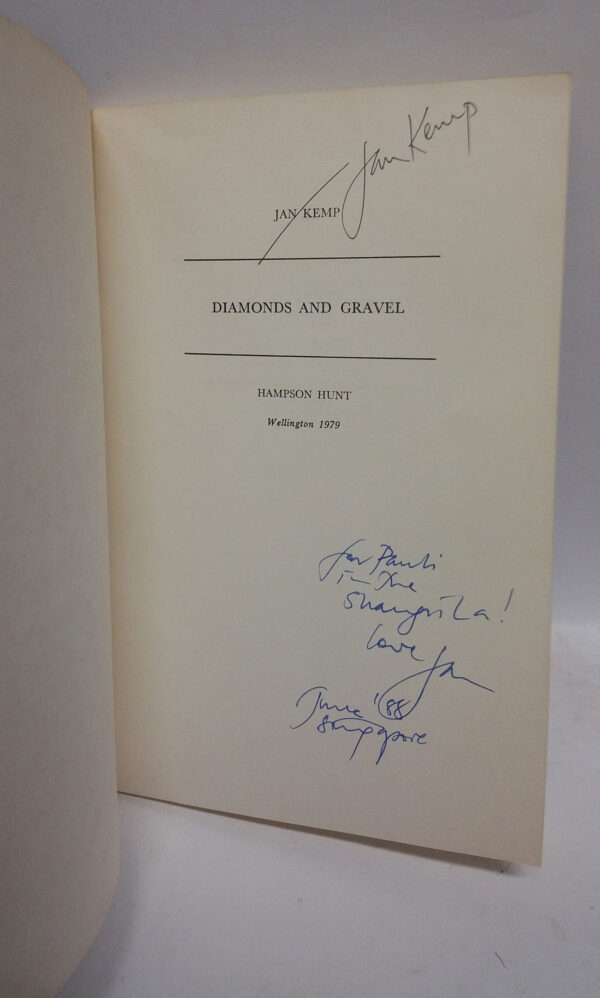 Jan Kemp
JAN KEMP
DIAMONDS AND GRAVEL
HAMPSON HUNT
Wellington 1979
for Pauli
in the
Shangri La!
love Jan
June '88
Singapore